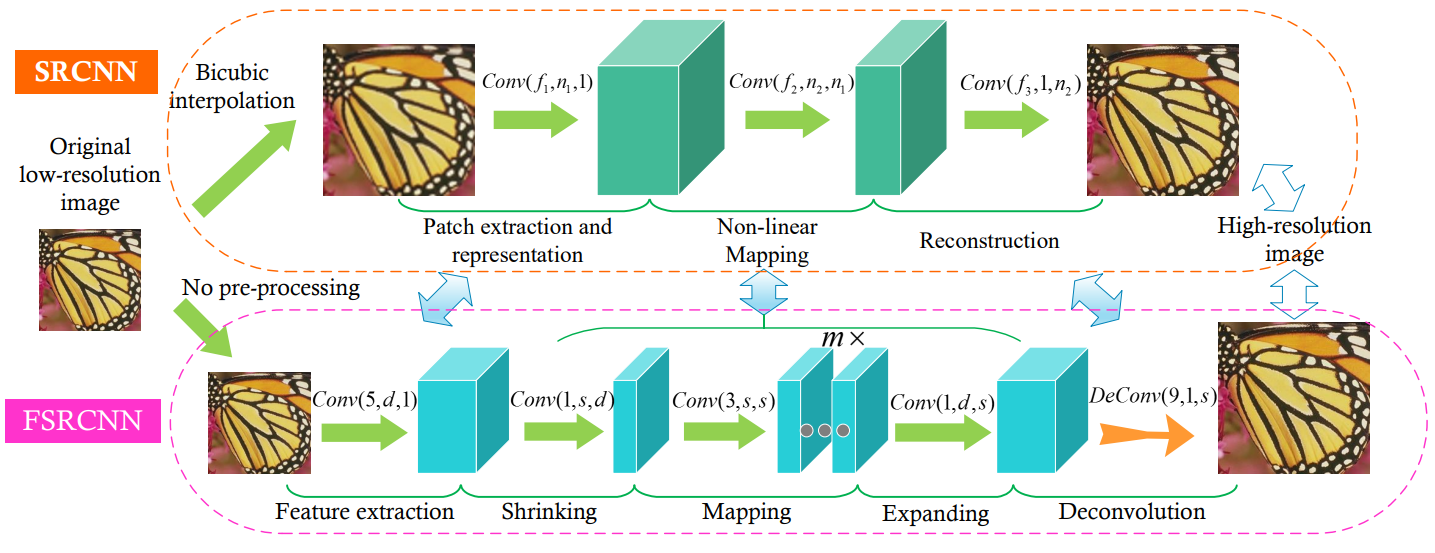 SRCNN
Bicubic
interpolation
Original
low-resolution
image
Conv(f₁,n₁,1)
Conv(f₂,n₂,n₁)
Conv(f₃,1,n₂)
Patch extraction and
representation
Non-linear
Mapping
Reconstruction
High-resolution
image
No pre-processing
FSRCNN
m×
Conv(5,d,1)
Conv(1,s,d)
Conv(3,s,s)
Conv(1,d,s)
DeConv(9,1,s)
Feature extraction
Shrinking
Mapping
Expanding
Deconvolution